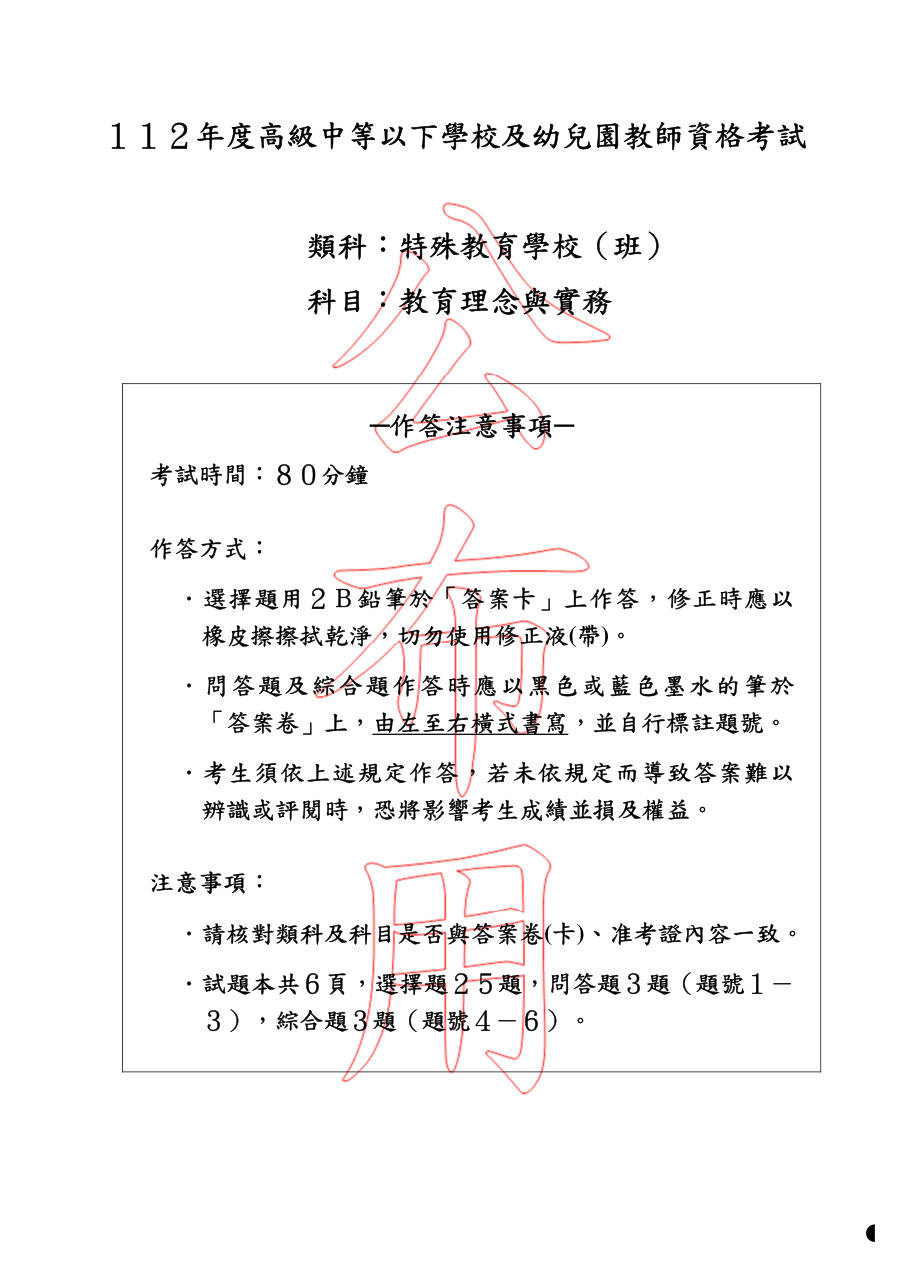 １１２年度高級中等以下學校及幼兒園教師資格考試
類科：特殊教育學校（班）
科目：教育理念與實務
─作答注意事項─
考試時間：８０分鐘
作答方式：
．選擇題用２Ｂ鉛筆於「答案卡」上作答，修正時應以
橡皮擦擦拭乾淨，切勿使用修正液(帶)。
．問答題及綜合題作答時應以黑色或藍色墨水的筆於
「答案卷」上，由左至右橫式書寫，並自行標註題號。
．考生須依上述規定作答，若未依規定而導致答案難以
辨識或評閱時，恐將影響考生成績並損及權益。
注意事項：
．請核對類科及科目是否與答案卷(卡)、准考證內容一致。
．試題本共６頁，選擇題２５題，問答題３題（題號１－
３），綜合題３題（題號４－６）。
公布用